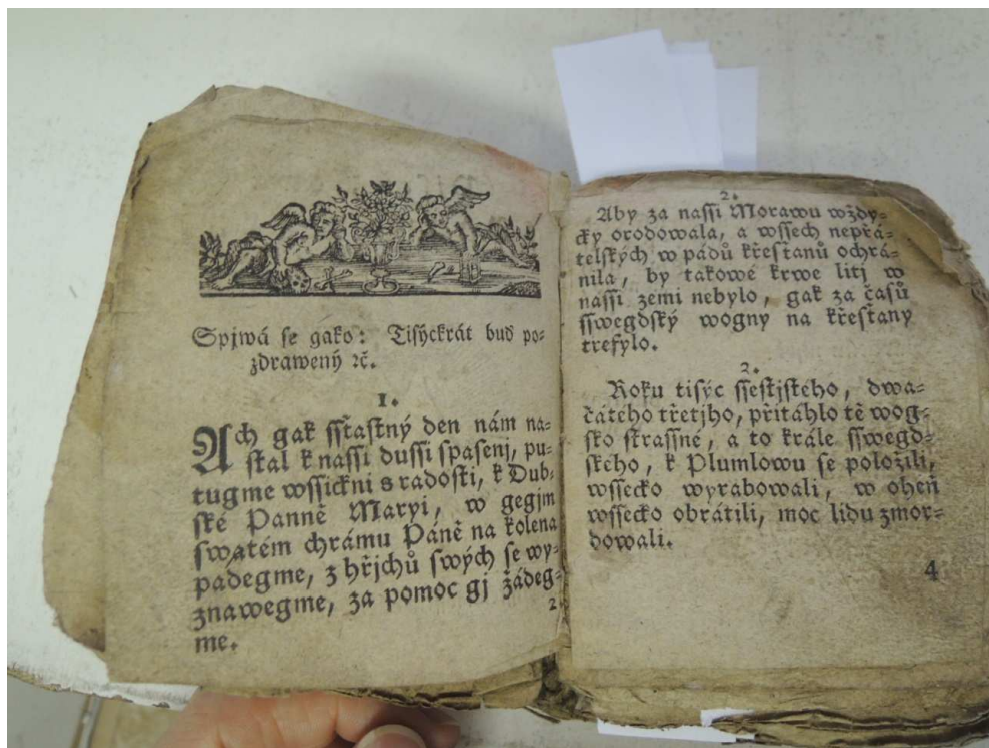 Spjwá se gako: Tisýckrát buď po-
zdrawený ꝛč.
1.
Ach gak ssťastný den nám na-
stal k nassi dussi spasenj, pu-
tugme wssickni s radosti, k Dub-
ské Panně Maryi, w gegjm
swatém chrámu Páně na kolena
padegme, z hřjchů swých se wy-
znawegme, za pomoc gj žádeg-
me.
2
2.
Aby za nassi Morawu wždy-
cky orodowala, a wssech nepřá-
telských w pádů křestanů ochrá-
nila, by takowé krwe litj w
nassi zemi nebylo, gak za časů
sswegdský wogny na křestany
trefylo.
2.
Roku tisýc ssestjstého, dwa-
cátého třetjho, přitáhlo tě wog-
sko strassné, a to krále sswegd-
ského, k Plumlowu se položili,
wssecko wyrabowali, w oheň
wssecko obrátili, moc lidu zmor-
dowali.
4